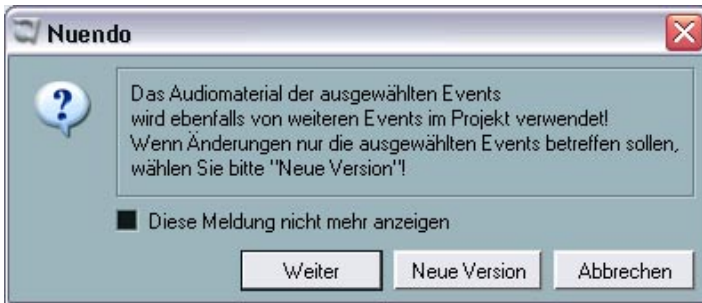 Nuendo
Das Audiomaterial der ausgewählten Events
wird ebenfalls von weiteren Events im Projekt verwendet!
Wenn Änderungen nur die ausgewählten Events betreffen sollen,
wählen Sie bitte "Neue Version"!
Diese Meldung nicht mehr anzeigen
Weiter Neue Version Abbrechen